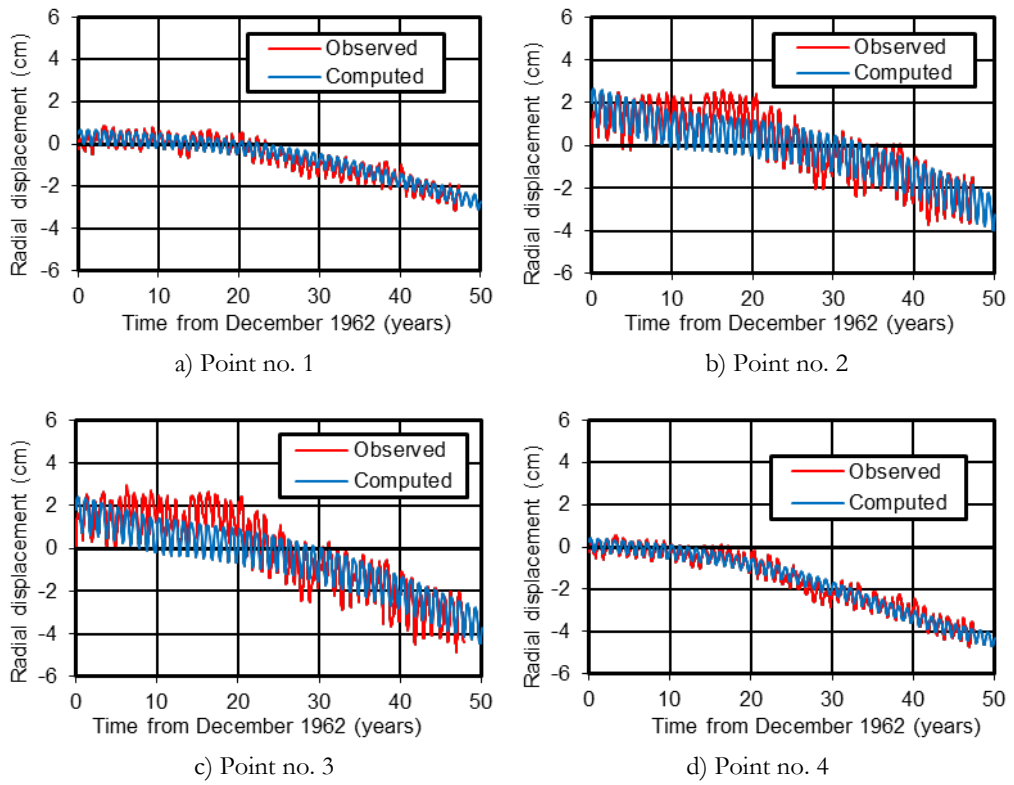 Radial displacement (cm)
6
4
2
0
-2
-4
-6
Observed
Computed
0 10 20 30 40 50
Time from December 1962 (years)
a) Point no. 1
Radial displacement (cm)
6
4
2
0
-2
-4
-6
Observed
Computed
0 10 20 30 40 50
Time from December 1962 (years)
b) Point no. 2
Radial displacement (cm)
6
4
2
0
-2
-4
-6
Observed
Computed
0 10 20 30 40 50
Time from December 1962 (years)
c) Point no. 3
Radial displacement (cm)
6
4
2
0
-2
-4
-6
Observed
Computed
0 10 20 30 40 50
Time from December 1962 (years)
d) Point no. 4